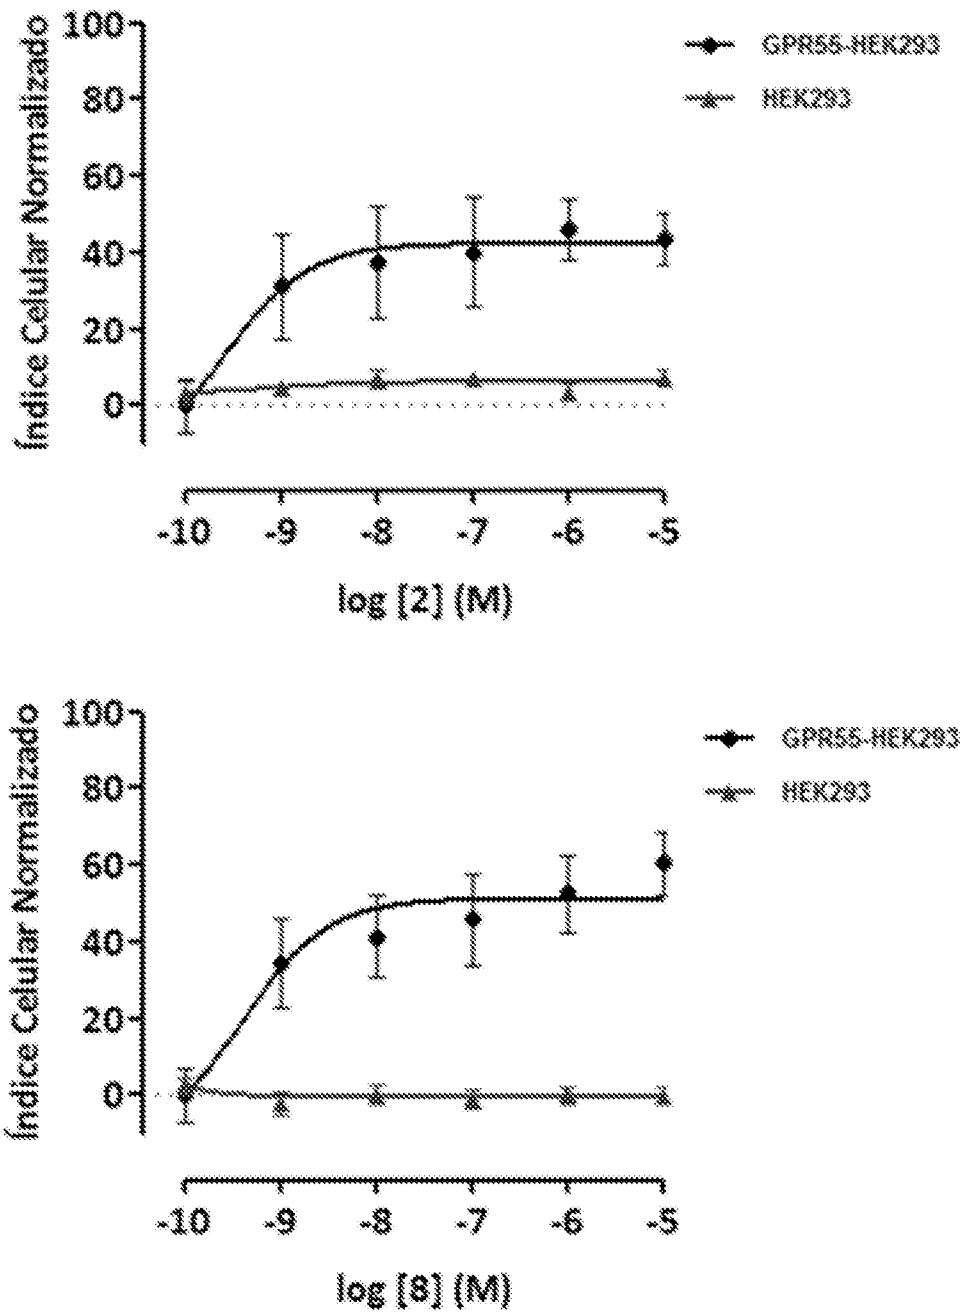 Índice Celular Normalizado
100
80
60
40
20
0
GPR55-HEK293
HEK293
-10 -9 -8 -7 -6 -5
log [2] (M)
Índice Celular Normalizado
100
80
60
40
20
0
GPR55-HEK293
HEK293
-10 -9 -8 -7 -6 -5
log [8] (M)